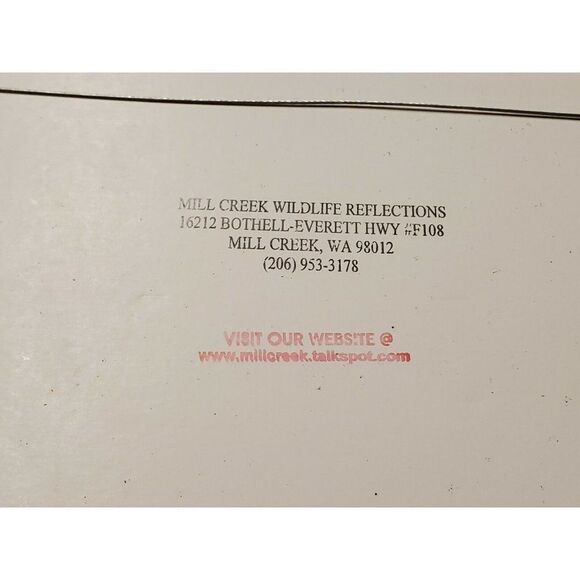 MILL CREEK WILDLIFE REFLECTIONS
16212 BOTHELL-EVERETT HWY #F108
MILL CREEK, WA 98012
(206) 953-3178
VISIT OUR WEBSITE @
www.millcreek.talkspot.com